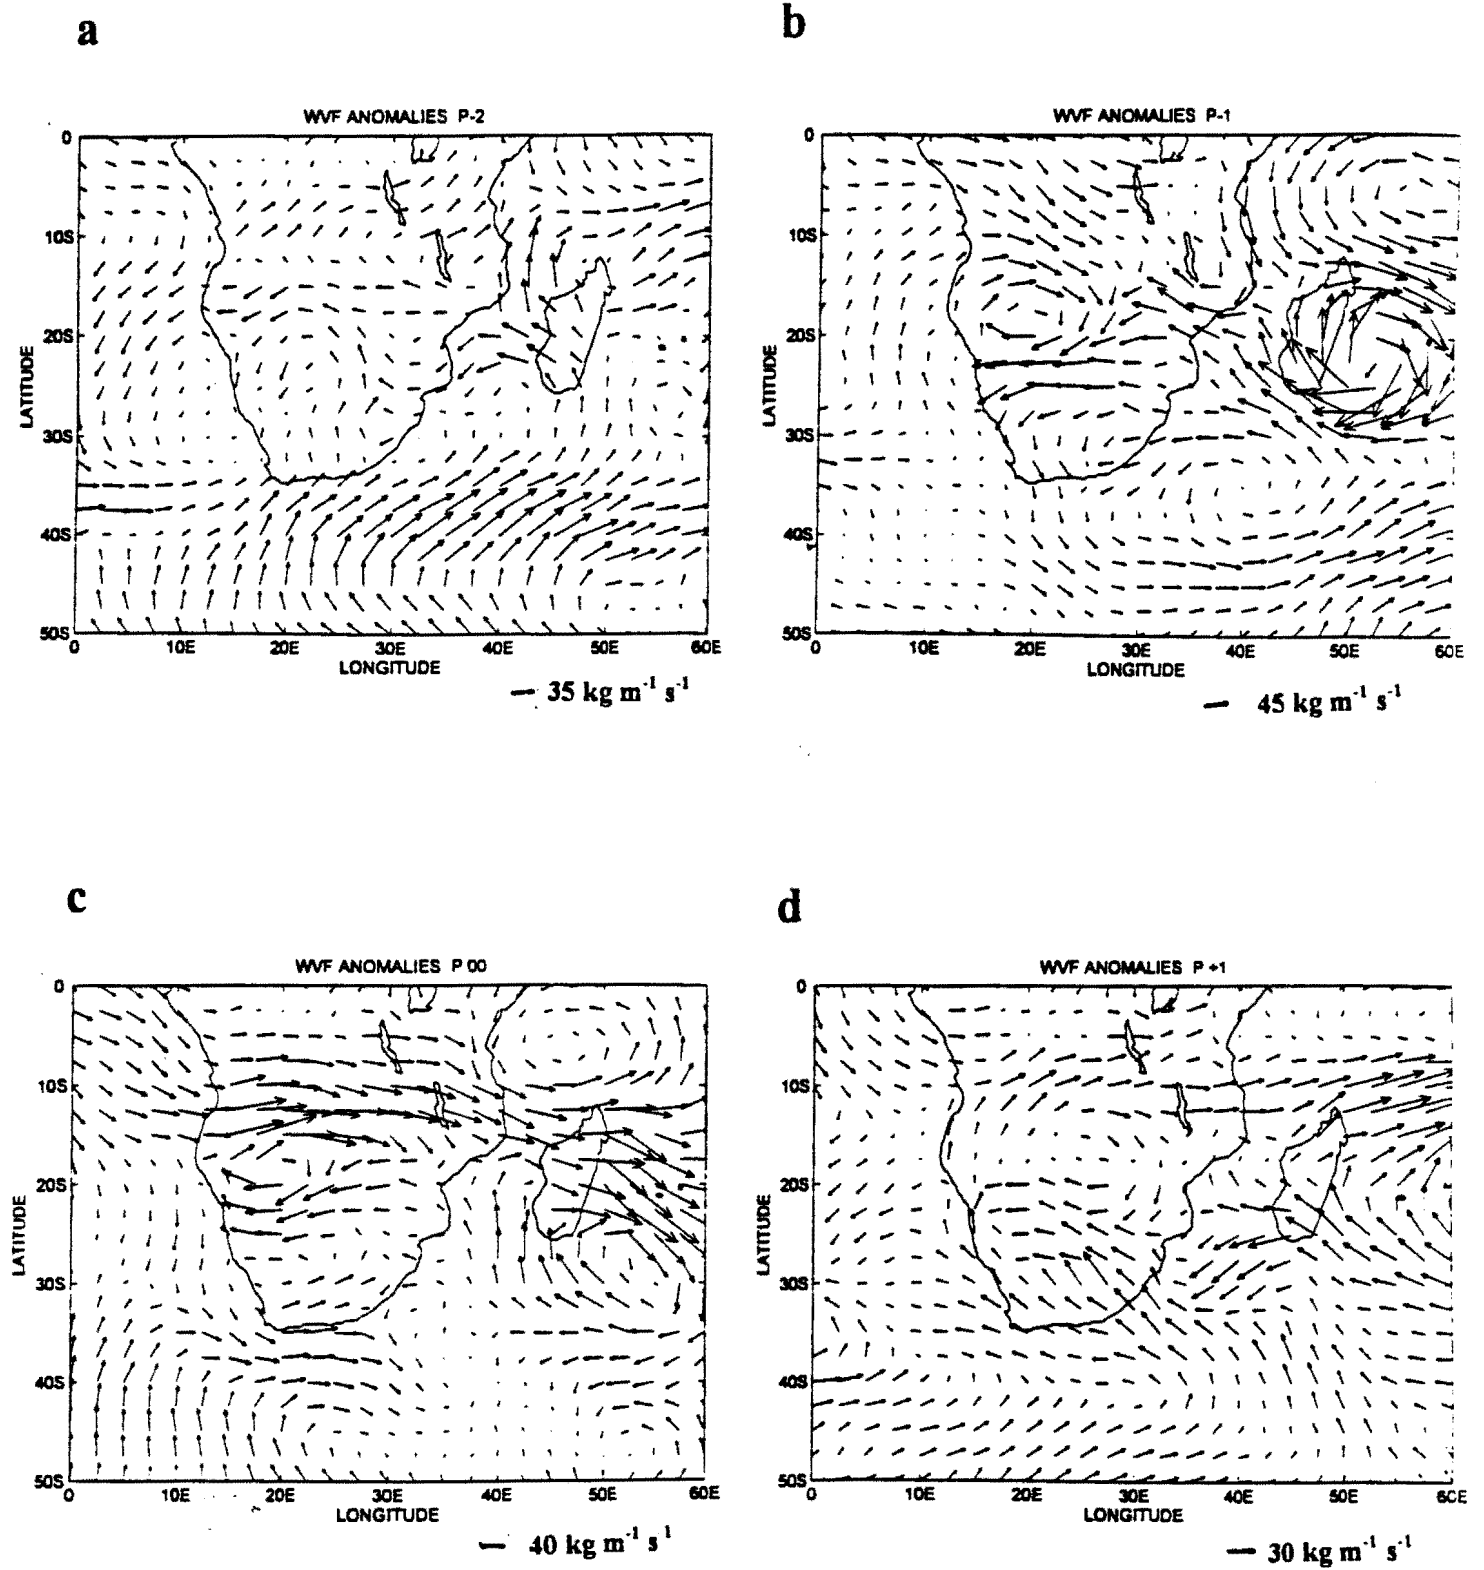 a
WVF ANOMALIES P-2
0
10S
20S
30S
40S
50S
LATITUDE
0 10E 20E 30E 40E 50E 60E
LONGITUDE
35 kg m⁻¹ s⁻¹
b
WVF ANOMALIES P-1
0
10S
20S
30S
40S
50S
LATITUDE
0 10E 20E 30E 40E 50E 60E
LONGITUDE
45 kg m⁻¹ s⁻¹
c
WVF ANOMALIES P 00
0
10S
20S
30S
40S
50S
LATITUDE
0 10E 20E 30E 40E 50E 60E
LONGITUDE
40 kg m⁻¹ s⁻¹
d
WVF ANOMALIES P +1
0
10S
20S
30S
40S
50S
LATITUDE
0 10E 20E 30E 40E 50E 60E
LONGITUDE
30 kg m⁻¹ s⁻¹